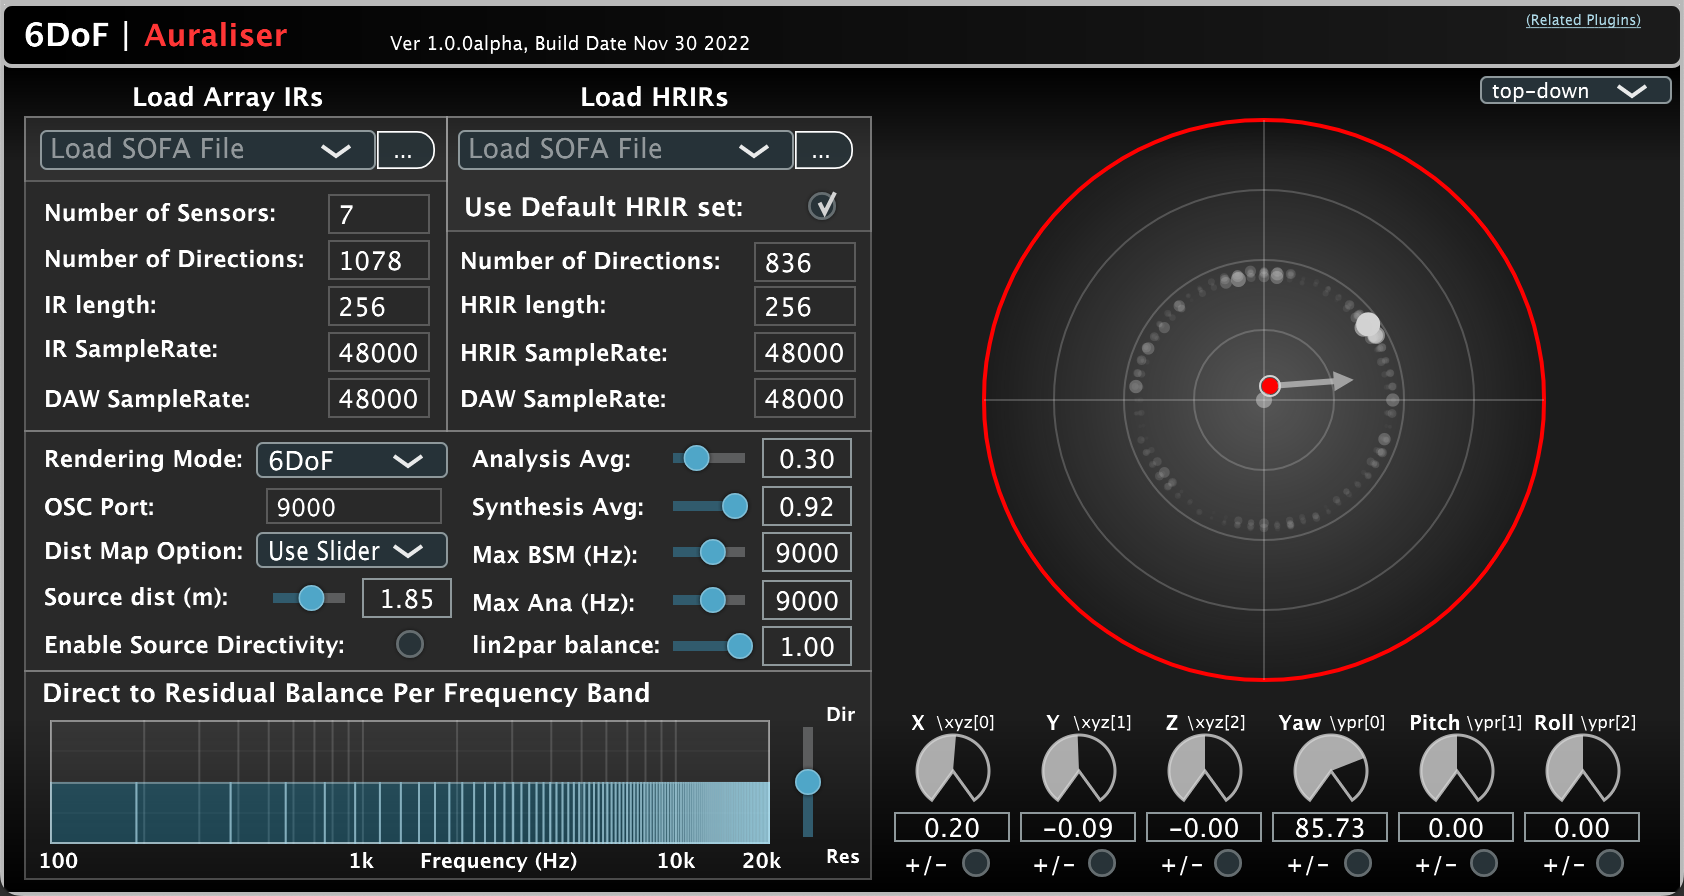 6DoF | Auraliser
Ver 1.0.0alpha, Build Date Nov 30 2022
(Related Plugins)
Load Array IRs
Load HRIRs
top-down
Load SOFA File
...
Load SOFA File
...
Number of Sensors: 7
Number of Directions: 1078
IR length: 256
IR SampleRate: 48000
DAW SampleRate: 48000
Use Default HRIR set:
Number of Directions: 836
HRIR length: 256
HRIR SampleRate: 48000
DAW SampleRate: 48000
Rendering Mode: 6DoF
OSC Port: 9000
Dist Map Option: Use Slider
Source dist (m): 1.85
Enable Source Directivity:
Analysis Avg: 0.30
Synthesis Avg: 0.92
Max BSM (Hz): 9000
Max Ana (Hz): 9000
lin2par balance: 1.00
Direct to Residual Balance Per Frequency Band
Dir
Res
100 1k Frequency (Hz) 10k 20k
X \xyz[0] Y \xyz[1] Z \xyz[2] Yaw \ypr[0] Pitch \ypr[1] Roll \ypr[2]
0.20 -0.09 -0.00 85.73 0.00 0.00
+/- +/- +/- +/- +/- +/-